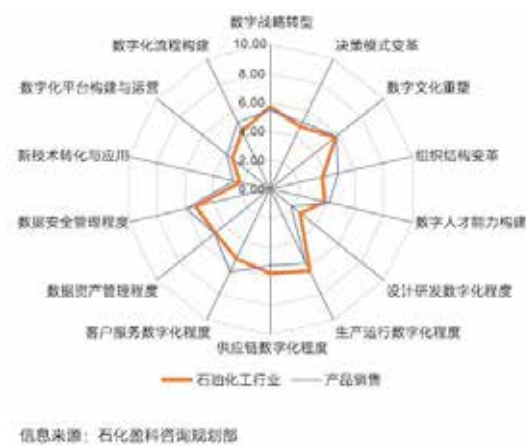 数字战略转型
数字化流程构建
决策模式变革
数字化平台构建与运营
数字文化重塑
新技术转化与应用
组织结构变革
数据安全管理程度
数字人才能力构建
数据资产管理程度
设计研发数字化程度
客户服务数字化程度
生产运行数字化程度
供应链数字化程度
10.00
8.00
6.00
4.00
2.00
0.00
石油化工行业
产品销售
信息来源：石化盈科咨询规划部